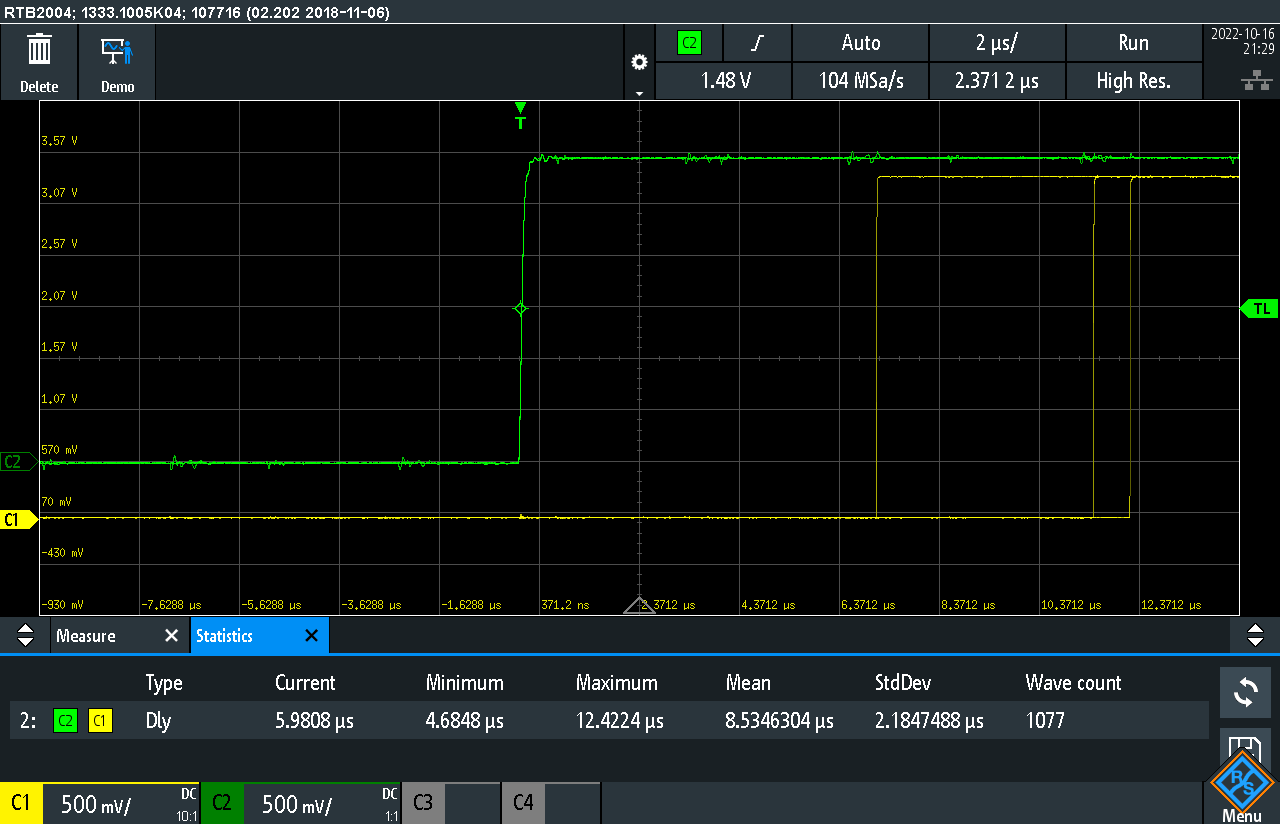 RTB2004; 1333.1005K04; 107716 (02.202 2018-11-06)
Delete
Demo
C2
Auto
2 µs/
Run
1.48 V
104 MSa/s
2.371 2 µs
High Res.
2022-10-16
21:29
T
3.57 V
3.07 V
2.57 V
2.07 V
TL
1.57 V
1.07 V
570 mV
C2
70 mV
C1
-430 mV
-930 mV
-7.6288 µs
-5.6288 µs
-3.6288 µs
-1.6288 µs
371.2 ns
2.3712 µs
4.3712 µs
6.3712 µs
8.3712 µs
10.3712 µs
12.3712 µs
Measure
Statistics
Type
Current
Minimum
Maximum
Mean
StdDev
Wave count
2:
C2
C1
Dly
5.9808 µs
4.6848 µs
12.4224 µs
8.5346304 µs
2.1847488 µs
1077
C1
500 mV/
DC
10:1
C2
500 mV/
DC
1:1
C3
C4
R S
Menu